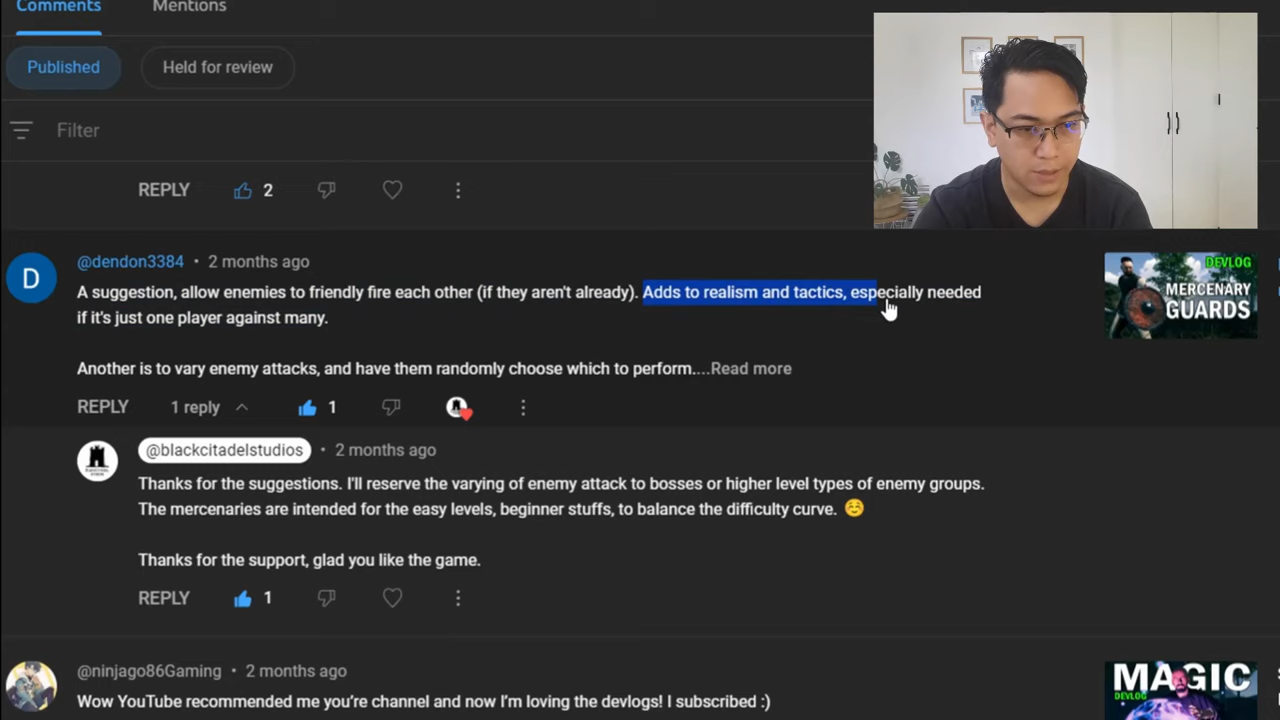 Comments
Mentions
Published
Held for review
Filter
REPLY 2
@dendon3384 • 2 months ago
A suggestion, allow enemies to friendly fire each other (if they aren't already). Adds to realism and tactics, especially needed
if it's just one player against many.
Another is to vary enemy attacks, and have them randomly choose which to perform....Read more
REPLY 1 reply 1
D
DEVLOG
MERCENARY
GUARDS
@blackcitadelstudios • 2 months ago
Thanks for the suggestions. I'll reserve the varying of enemy attack to bosses or higher level types of enemy groups.
The mercenaries are intended for the easy levels, beginner stuffs, to balance the difficulty curve. ☺️
Thanks for the support, glad you like the game.
REPLY 1
@ninjago86Gaming • 2 months ago
Wow YouTube recommended me you're channel and now I'm loving the devlogs! I subscribed :)
MAGIC
DEVLOG